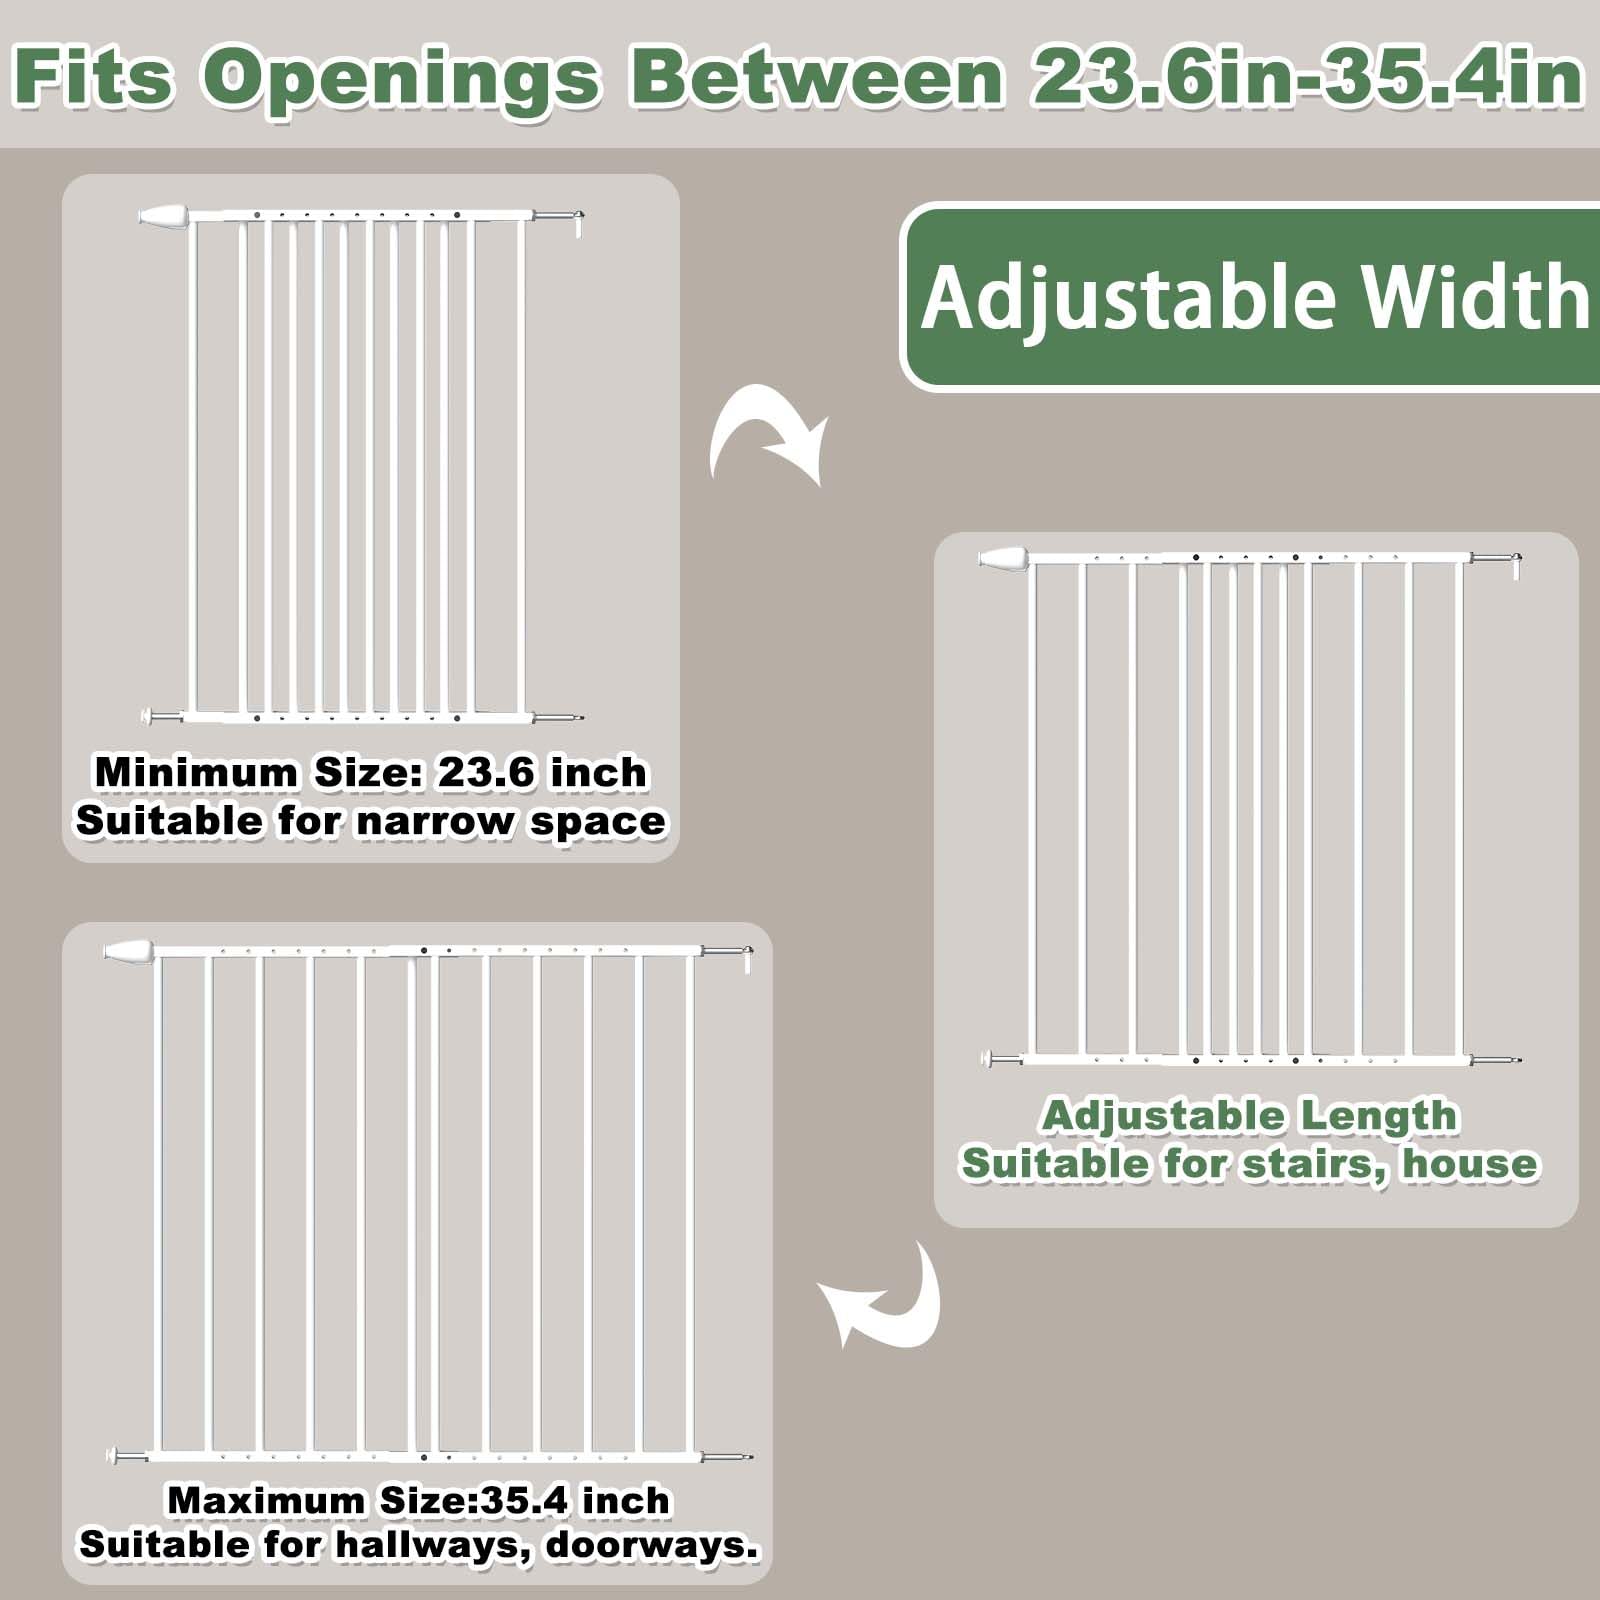 Fits Openings Between 23.6in-35.4in
Adjustable Width
Minimum Size: 23.6 inch
Suitable for narrow space
Adjustable Length
Suitable for stairs, house
Maximum Size:35.4 inch
Suitable for hallways, doorways.